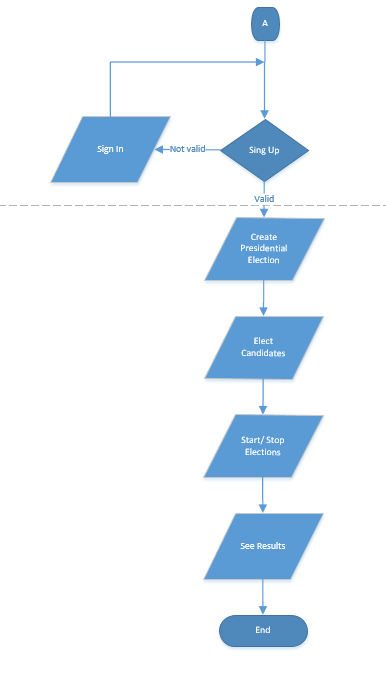 A
Sing Up
Not valid
Sign In
Valid
Create
Presidential
Election
Elect
Candidates
Start/ Stop
Elections
See Results
End